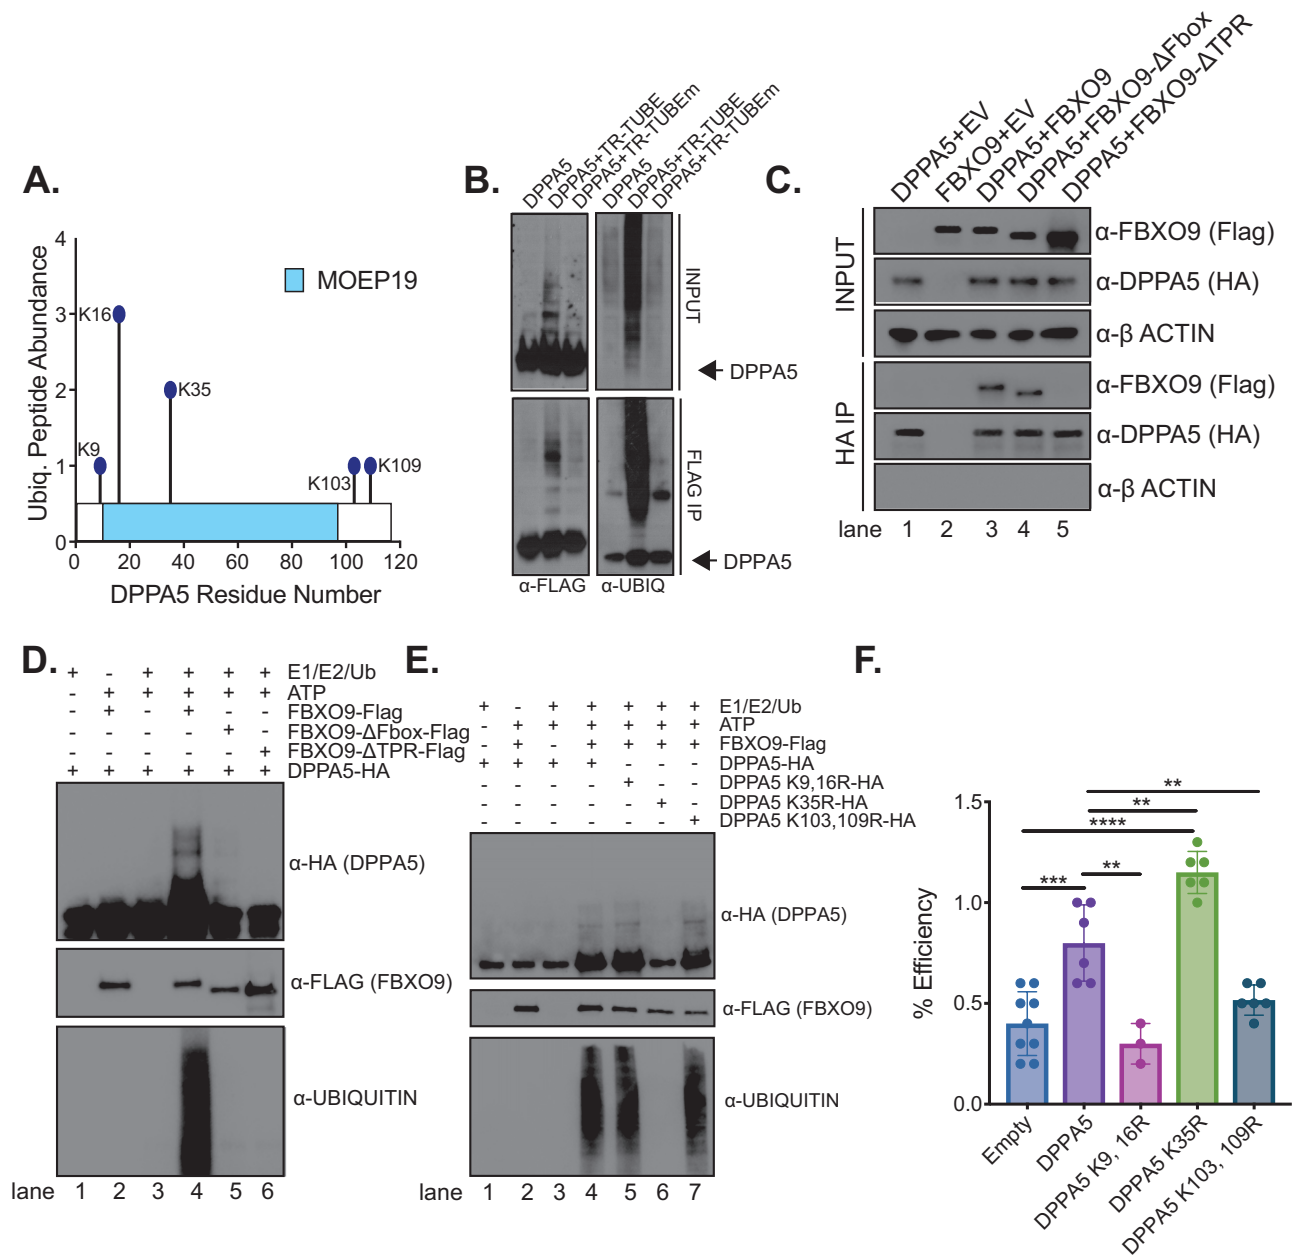 A.
Ubiq. Peptide Abundance
4
3
2
1
0
K9
K16
K35
K103
K109
MOEP19
0 20 40 60 80 100 120
DPPA5 Residue Number
B.
DPPA5
DPPA5+TR-TUBE
DPPA5+TR-TUBEm
DPPA5
DPPA5+TR-TUBE
DPPA5+TR-TUBEm
INPUT
DPPA5
FLAG IP
DPPA5
α-FLAG α-UBIQ
C.
DPPA5+EV
FBXO9+EV
DPPA5+FBXO9
DPPA5+FBXO9-ΔFbox
DPPA5+FBXO9-ΔTPR
INPUT
α-FBXO9 (Flag)
α-DPPA5 (HA)
α-β ACTIN
HA IP
α-FBXO9 (Flag)
α-DPPA5 (HA)
α-β ACTIN
lane 1 2 3 4 5
D.
+ - + + + + E1/E2/Ub
- + + + + + ATP
- + - + - - FBXO9-Flag
- - - - + - FBXO9-ΔFbox-Flag
- - - - - + FBXO9-ΔTPR-Flag
+ + + + + + DPPA5-HA
α-HA (DPPA5)
α-FLAG (FBXO9)
α-UBIQUITIN
lane 1 2 3 4 5 6
E.
+ - + + + + + E1/E2/Ub
- + + + + + + ATP
- + - + + + + FBXO9-Flag
+ + + + - - - DPPA5-HA
- - - - + - - DPPA5 K9,16R-HA
- - - - - + - DPPA5 K35R-HA
- - - - - - + DPPA5 K103,109R-HA
α-HA (DPPA5)
α-FLAG (FBXO9)
α-UBIQUITIN
lane 1 2 3 4 5 6 7
F.
% Efficiency
1.5
1.0
0.5
0.0
**
**
****
***
**
Empty
DPPA5
DPPA5 K9, 16R
DPPA5 K35R
DPPA5 K103, 109R